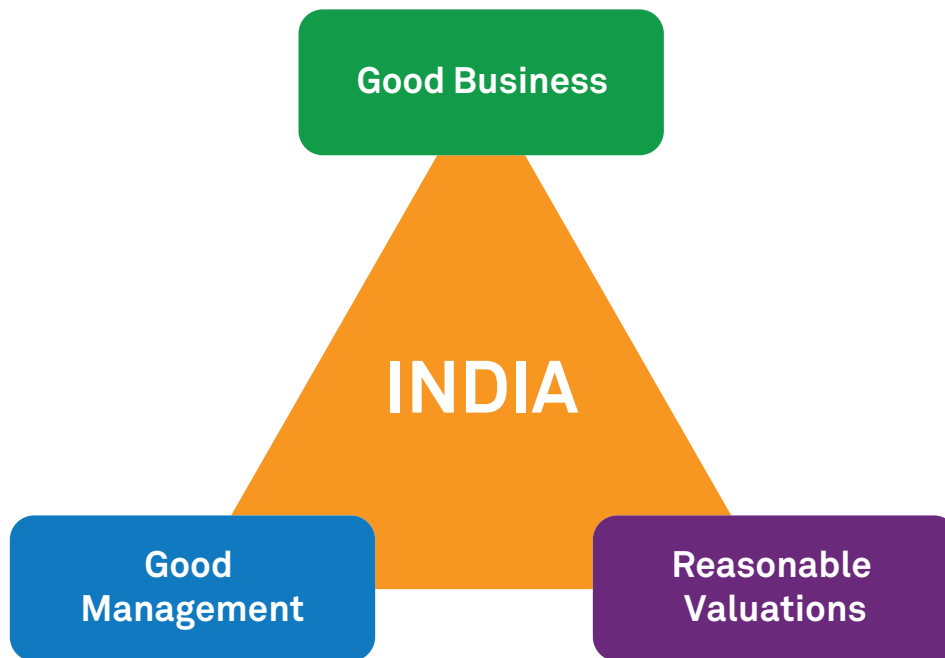 Good Business
INDIA
Good
Management
Reasonable
Valuations